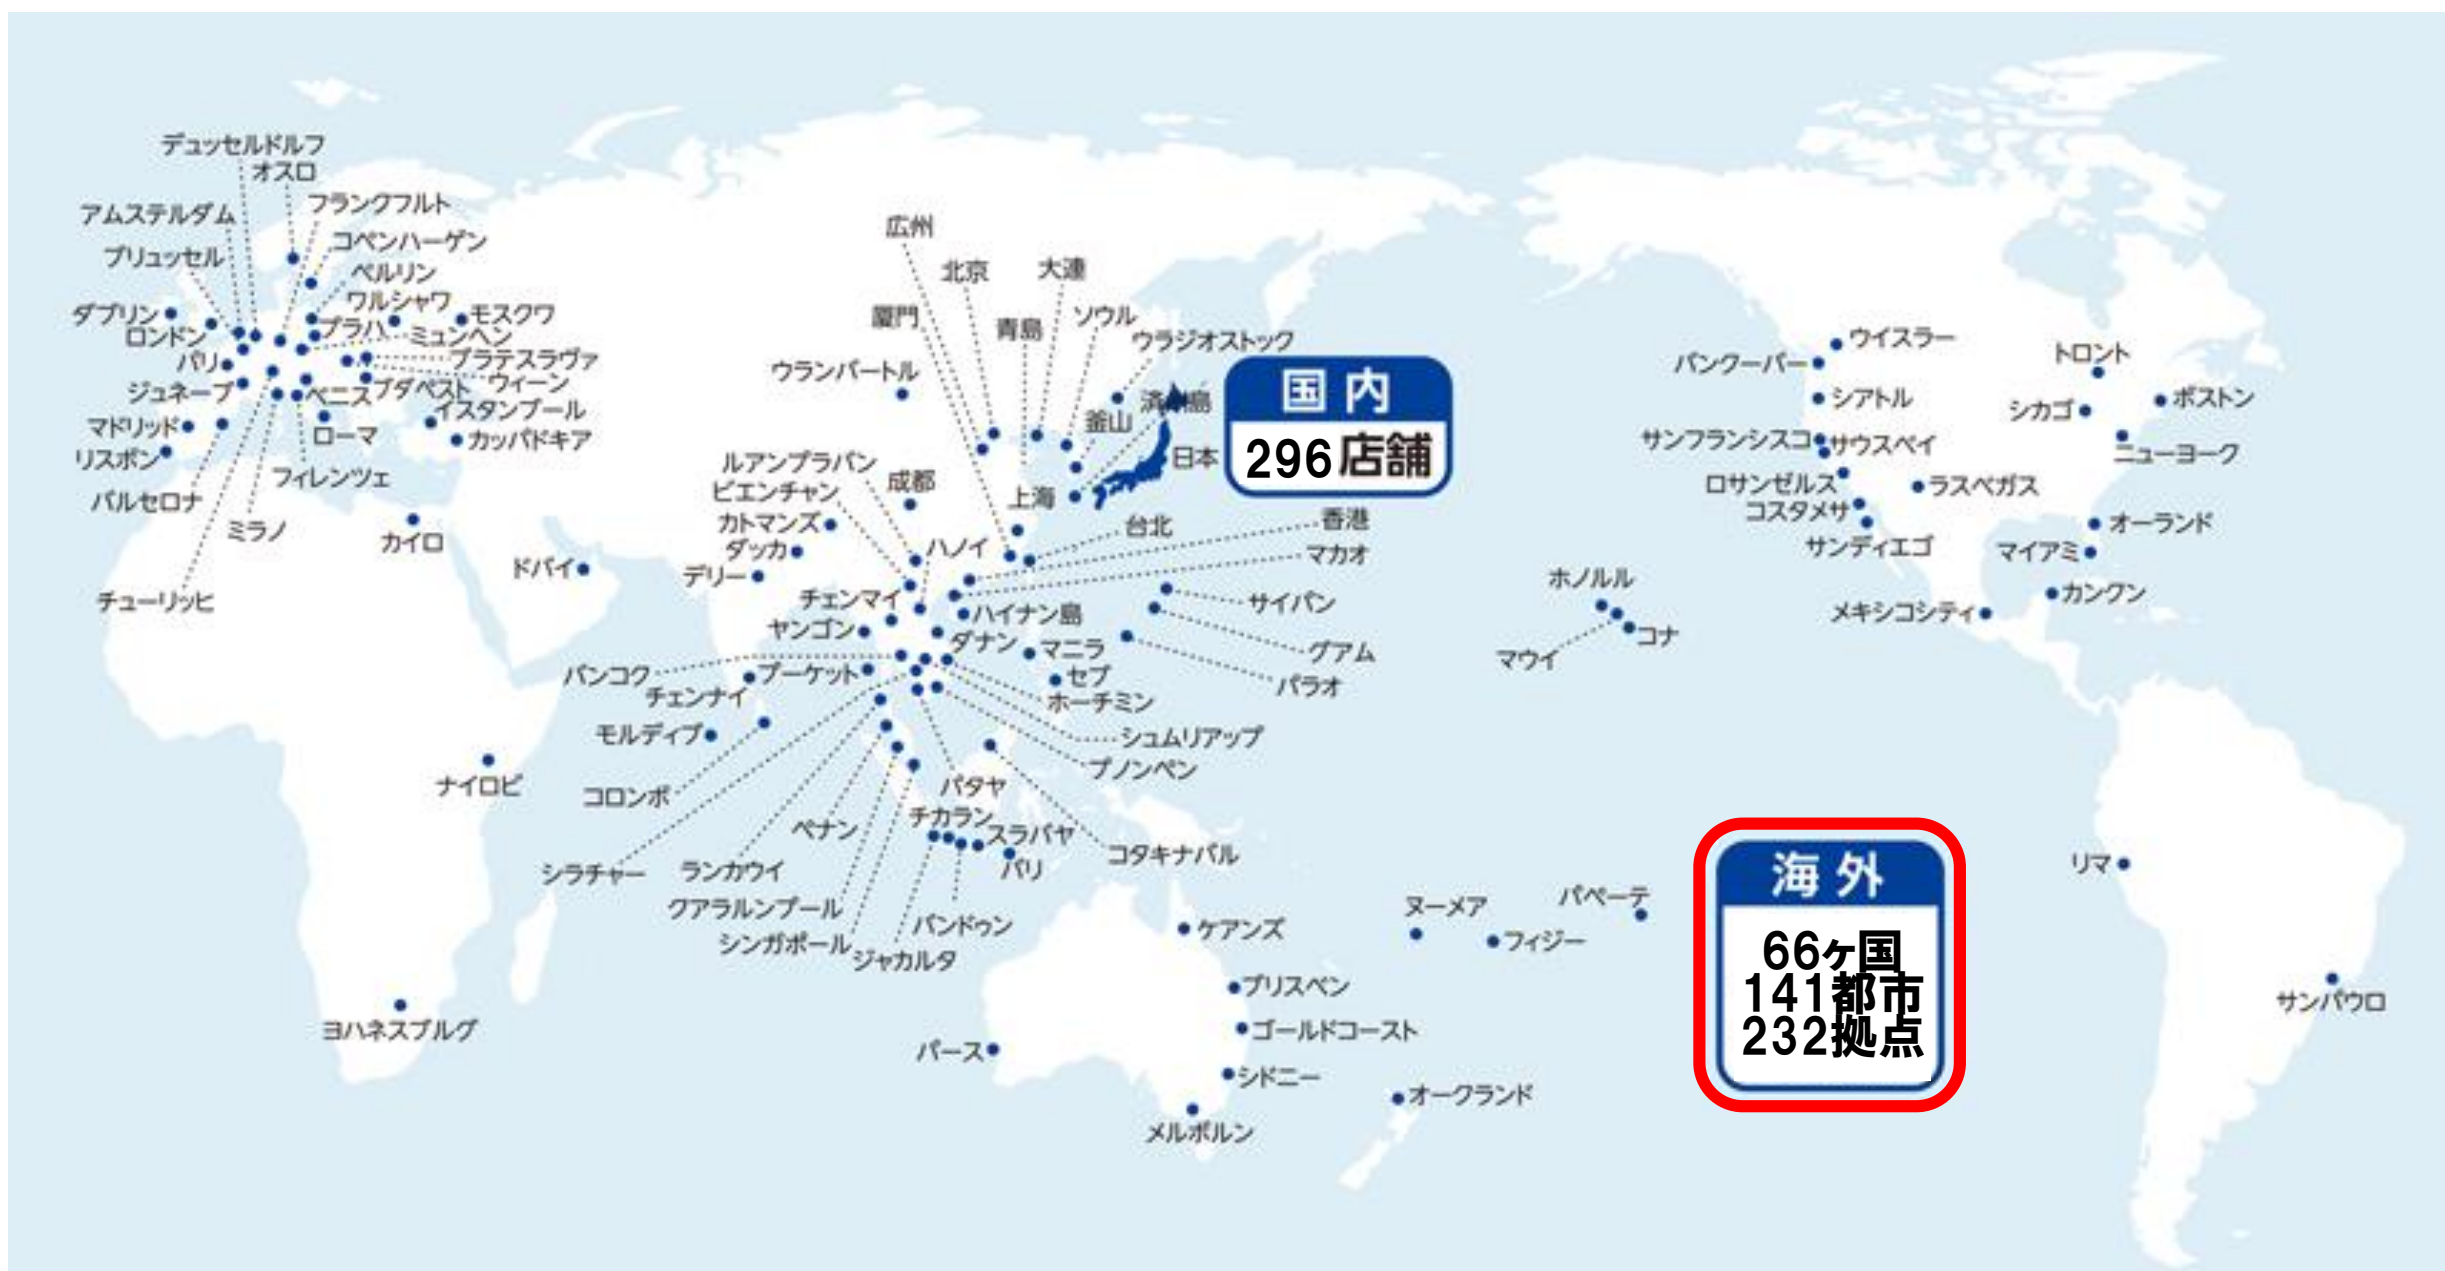 デュッセルドルフ
オスロ
アムステルダム
フランクフルト
ブリュッセル
コペンハーゲン
ベルリン
ワルシャワ
ダブリン
モスクワ
ロンドン
プラハ
ミュンヘン
パリ
ブラチスラヴァ
ジュネーブ
ウィーン
ベニス
ブダペスト
イスタンブール
マドリッド
ローマ
カッパドキア
リスボン
フィレンツェ
バルセロナ
ミラノ
カイロ
チューリッヒ
ドバイ
ナイロビ
ヨハネスブルグ
広州
北京
大連
厦門
青島
ソウル
ウラジオストック
ウランバートル
済州島
釜山
日本
国内
296店舗
ルアンプラバン
ビエンチャン
成都
上海
カトマンズ
台北
香港
ダッカ
ハノイ
マカオ
デリー
チェンマイ
ハイナン島
サイパン
ヤンゴン
ダナン
マニラ
グアム
バンコク
プーケット
セブ
パラオ
チェンナイ
ホーチミン
モルディブ
シュムリアップ
プノンペン
コロンボ
パタヤ
チカラン
ペナン
スラバヤ
コタキナバル
シラチャー
ランカウイ
バリ
クアラルンプール
バンドゥン
シンガポール
ジャカルタ
ケアンズ
ブリスベン
ゴールドコースト
パース
シドニー
メルボルン
オークランド
ヌーメア
フィジー
パペーテ
ホノルル
マウイ
コナ
ウイスラー
バンクーバー
トロント
シアトル
シカゴ
ボストン
サンフランシスコ
サウスベイ
ニューヨーク
ロサンゼルス
ラスベガス
コスタメサ
オーランド
サンディエゴ
マイアミ
カンクン
メキシコシティ
海外
66ヶ国
141都市
232拠点
リマ
サンパウロ